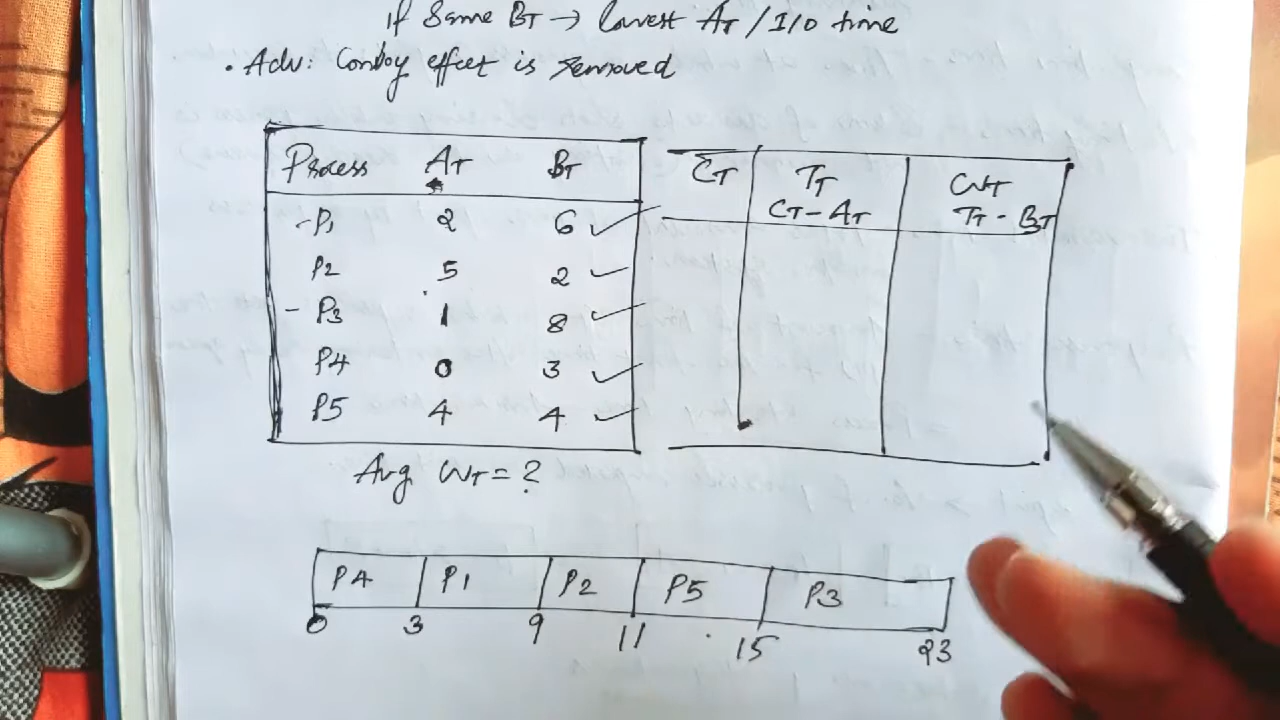 if Same BT → lowest AT / I/O time
• Adv: Convoy effect is removed
Process AT BT CT TT WT
CT - AT TT - BT
- P1 2 6 ✓
P2 5 2 ✓
- P3 1 8 ✓
P4 0 3 ✓
P5 4 4 ✓
Avg WT = ?
P4 P1 P2 P5 P3
0 3 9 11 15 23